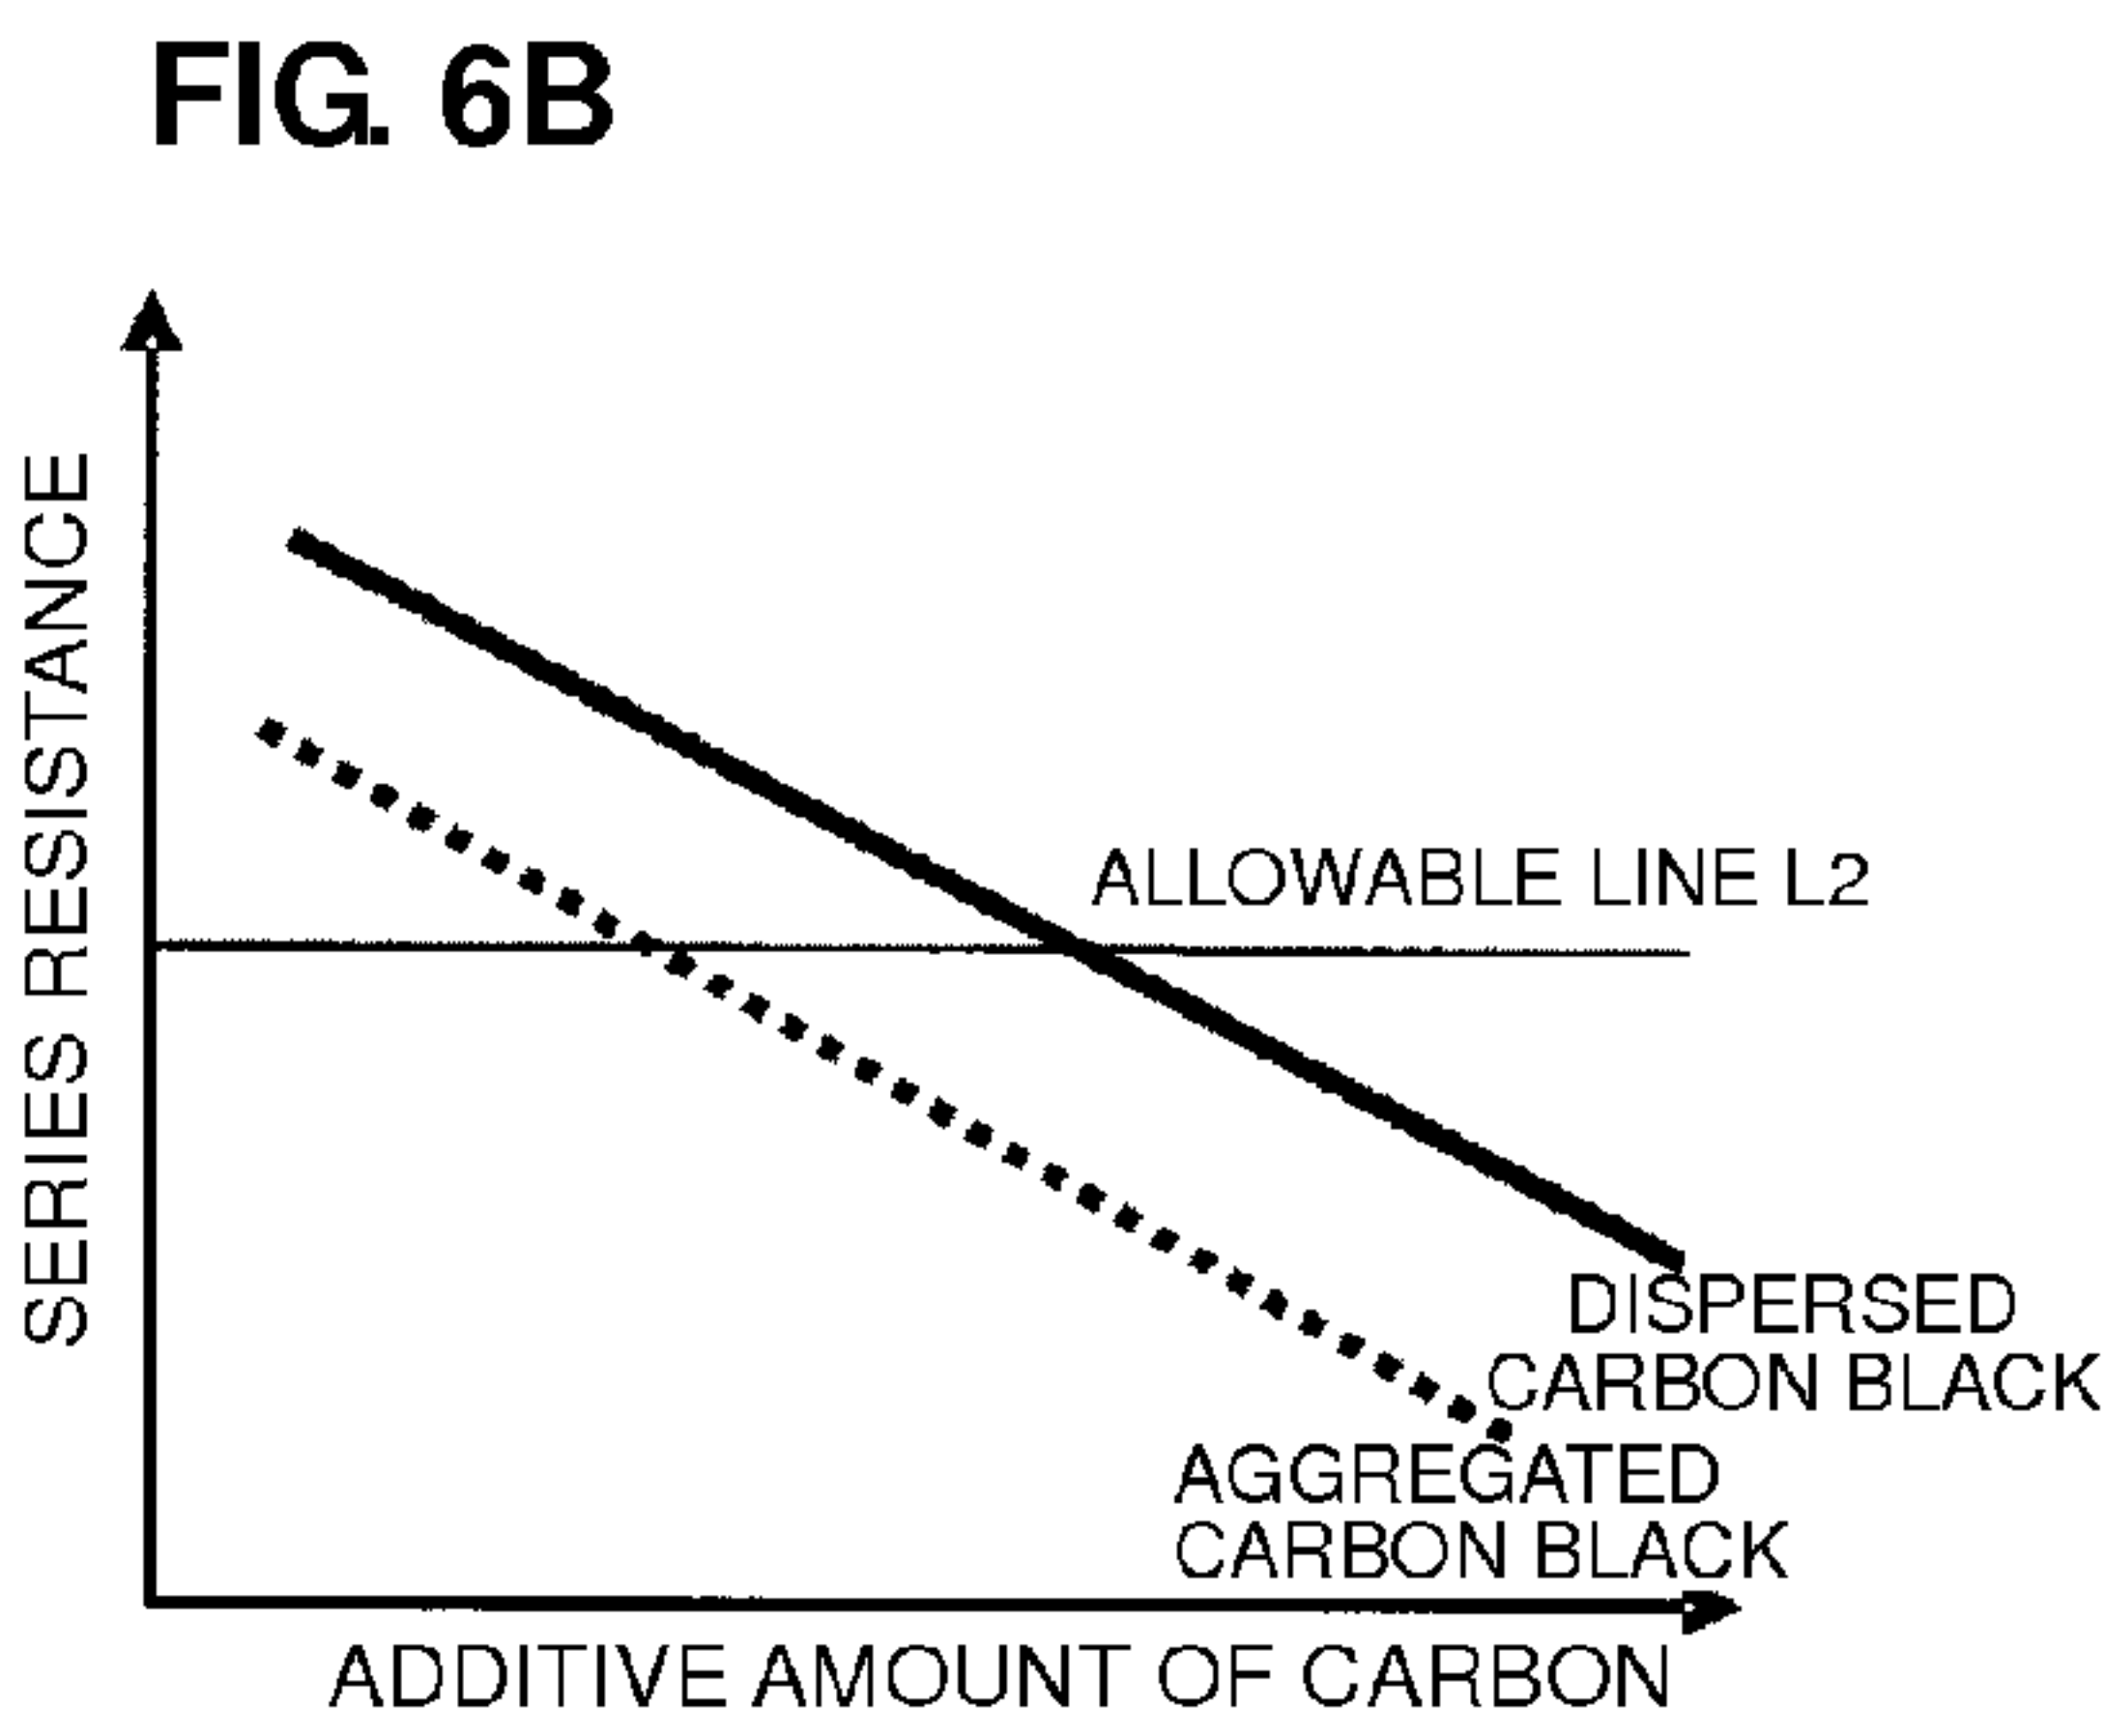 FIG. 6B
SERIES RESISTANCE
ALLOWABLE LINE L2
DISPERSED
CARBON BLACK
AGGREGATED
CARBON BLACK
ADDITIVE AMOUNT OF CARBON